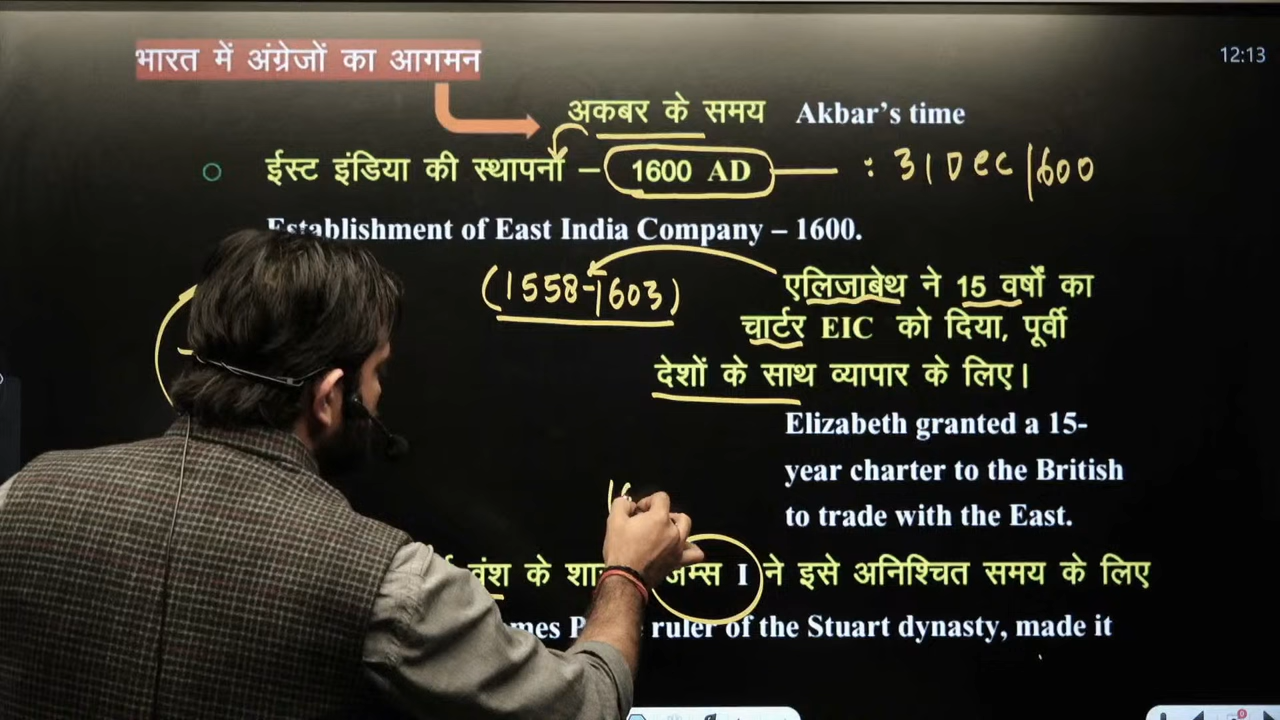 12:13
भारत में अंग्रेजों का आगमन
अकबर के समय Akbar's time
ईस्ट इंडिया की स्थापना – 1600 AD : 31 Dec 1600
Establishment of East India Company – 1600.
(1558-1603) एलिजाबेथ ने 15 वर्षों का
चार्टर EIC को दिया, पूर्वी
देशों के साथ व्यापार के लिए।
Elizabeth granted a 15-
year charter to the British
to trade with the East.
वंश के जेम्स I ने इसे अनिश्चित समय के लिए
ruler of the Stuart dynasty, made it